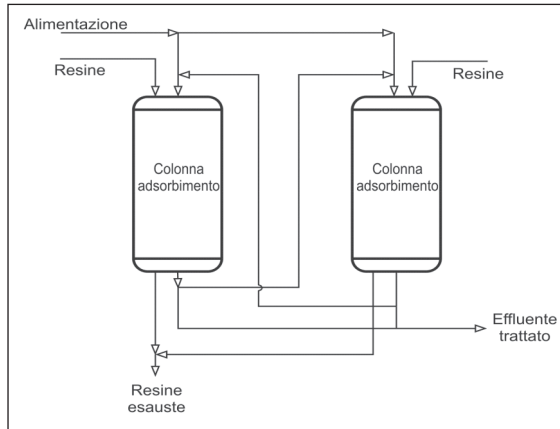 Alimentazione
Resine
Resine
Colonna
adsorbimento
Colonna
adsorbimento
Effluente
trattato
Resine
esauste